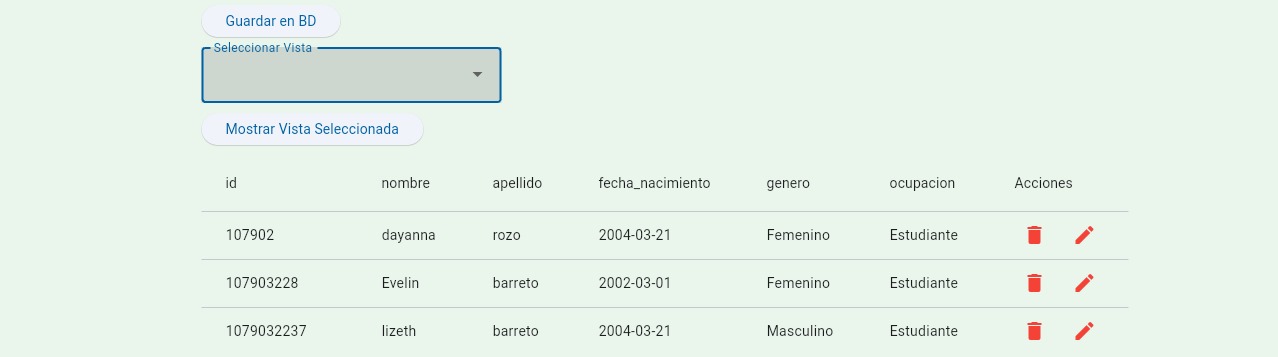 Guardar en BD
Seleccionar Vista
Mostrar Vista Seleccionada
id nombre apellido fecha_nacimiento genero ocupacion Acciones
107902 dayanna rozo 2004-03-21 Femenino Estudiante
107903228 Evelin barreto 2002-03-01 Femenino Estudiante
1079032237 lizeth barreto 2004-03-21 Masculino Estudiante